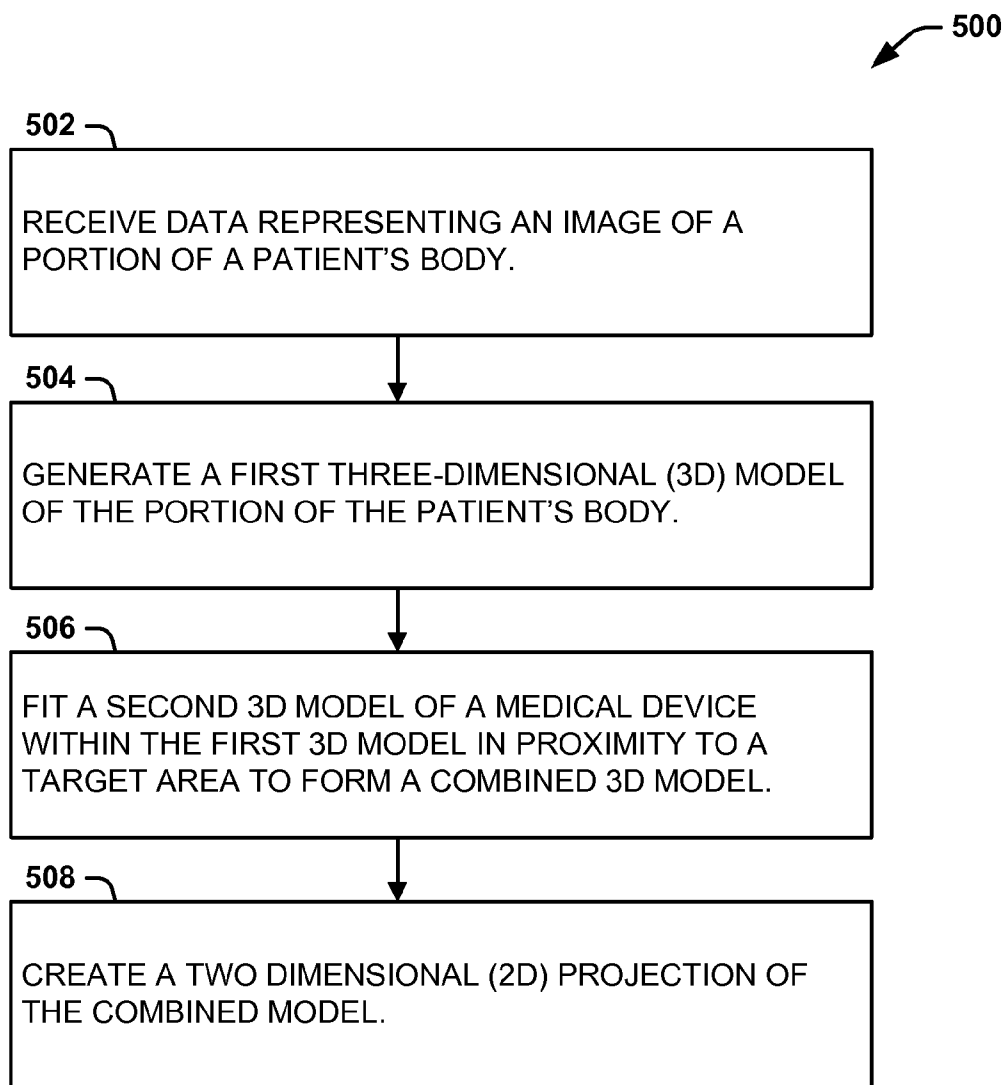 500
502
RECEIVE DATA REPRESENTING AN IMAGE OF A
PORTION OF A PATIENT'S BODY.
504
GENERATE A FIRST THREE-DIMENSIONAL (3D) MODEL
OF THE PORTION OF THE PATIENT'S BODY.
506
FIT A SECOND 3D MODEL OF A MEDICAL DEVICE
WITHIN THE FIRST 3D MODEL IN PROXIMITY TO A
TARGET AREA TO FORM A COMBINED 3D MODEL.
508
CREATE A TWO DIMENSIONAL (2D) PROJECTION OF
THE COMBINED MODEL.